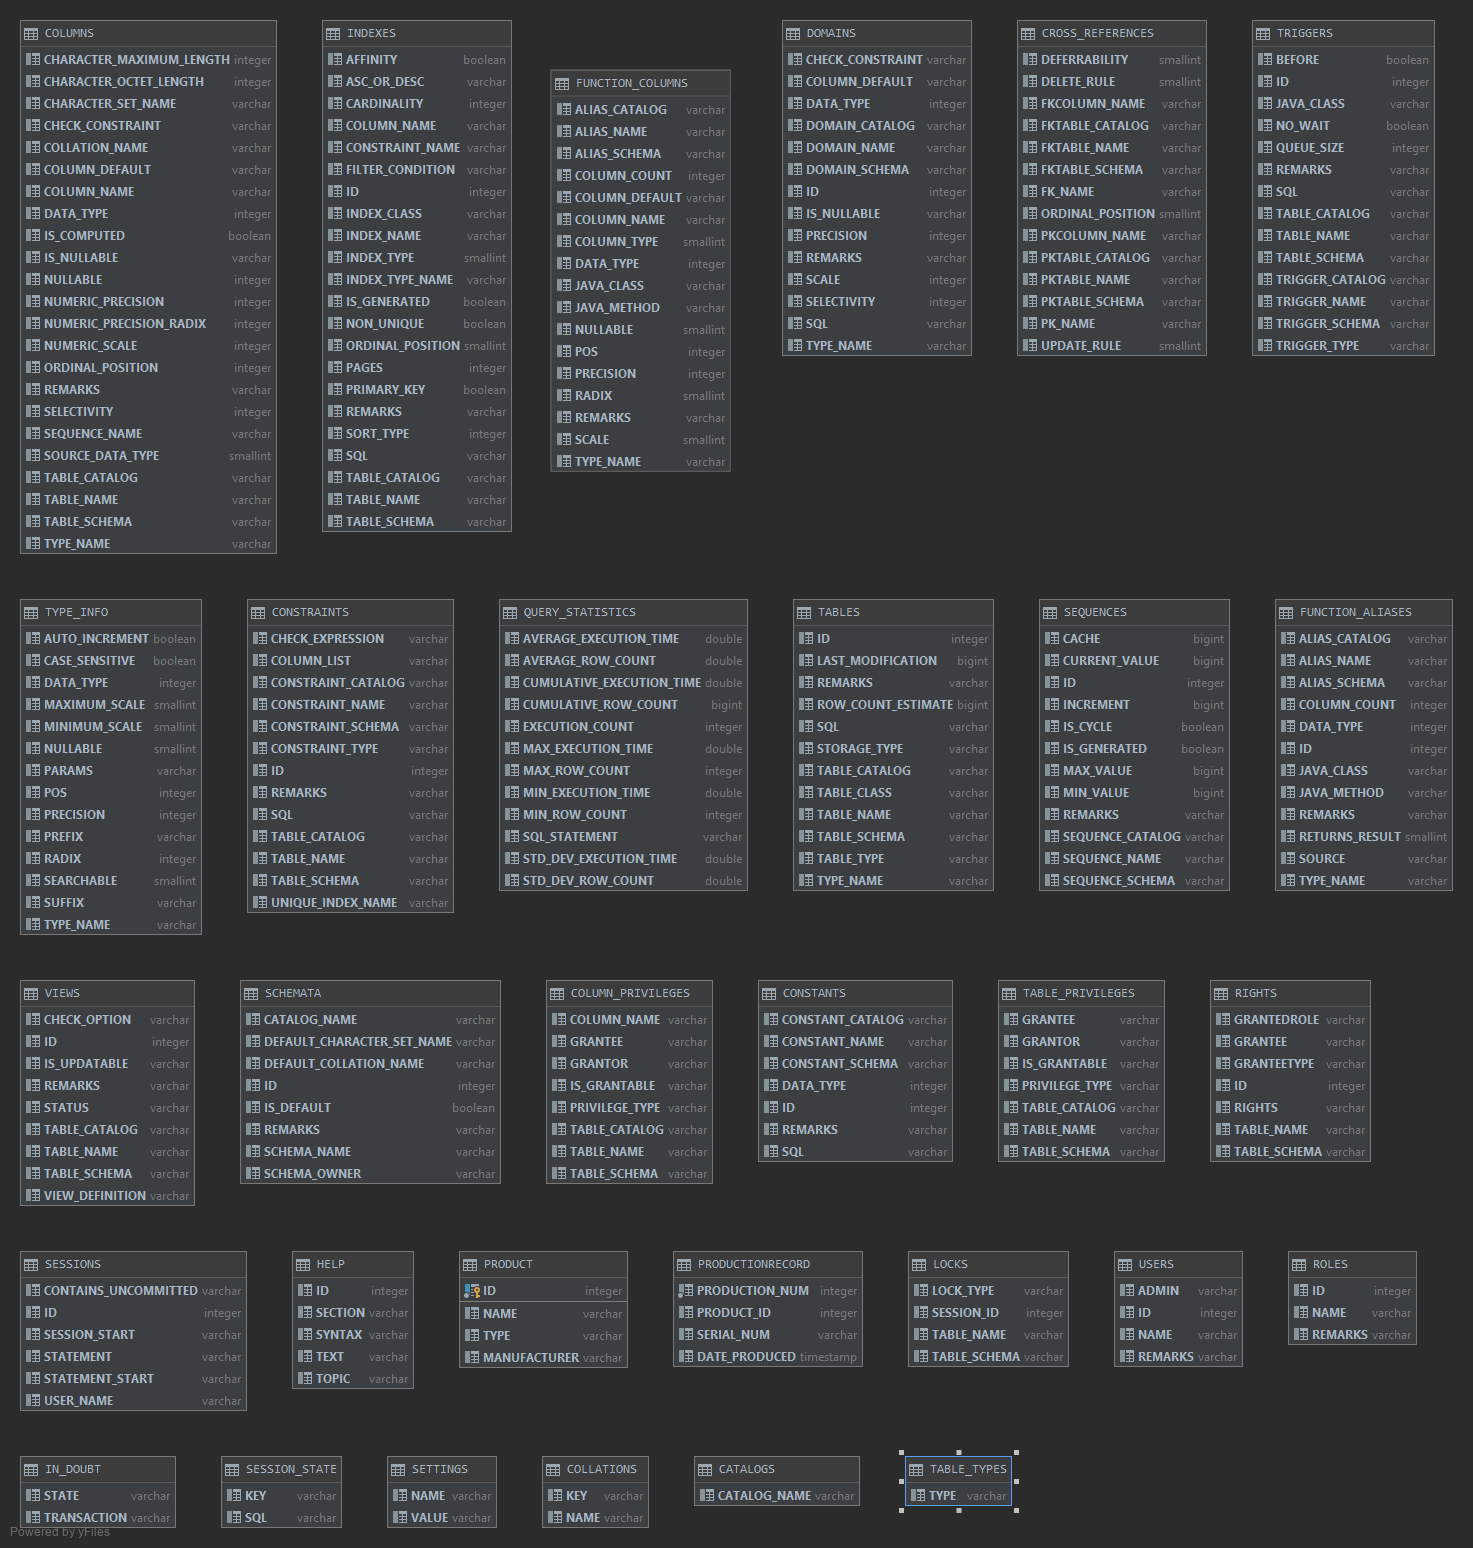 COLUMNS
CHARACTER_MAXIMUM_LENGTH integer
CHARACTER_OCTET_LENGTH integer
CHARACTER_SET_NAME varchar
CHECK_CONSTRAINT varchar
COLLATION_NAME varchar
COLUMN_DEFAULT varchar
COLUMN_NAME varchar
DATA_TYPE integer
IS_COMPUTED boolean
IS_NULLABLE varchar
NULLABLE integer
NUMERIC_PRECISION integer
NUMERIC_PRECISION_RADIX integer
NUMERIC_SCALE integer
ORDINAL_POSITION integer
REMARKS varchar
SELECTIVITY integer
SEQUENCE_NAME varchar
SOURCE_DATA_TYPE smallint
TABLE_CATALOG varchar
TABLE_NAME varchar
TABLE_SCHEMA varchar
TYPE_NAME varchar
INDEXES
AFFINITY boolean
ASC_OR_DESC varchar
CARDINALITY integer
COLUMN_NAME varchar
CONSTRAINT_NAME varchar
FILTER_CONDITION varchar
ID integer
INDEX_CLASS varchar
INDEX_NAME varchar
INDEX_TYPE smallint
INDEX_TYPE_NAME varchar
IS_GENERATED boolean
NON_UNIQUE boolean
ORDINAL_POSITION smallint
PAGES integer
PRIMARY_KEY boolean
REMARKS varchar
SORT_TYPE integer
SQL varchar
TABLE_CATALOG varchar
TABLE_NAME varchar
TABLE_SCHEMA varchar
FUNCTION_COLUMNS
ALIAS_CATALOG varchar
ALIAS_NAME varchar
ALIAS_SCHEMA varchar
COLUMN_COUNT integer
COLUMN_DEFAULT varchar
COLUMN_NAME varchar
COLUMN_TYPE smallint
DATA_TYPE integer
JAVA_CLASS varchar
JAVA_METHOD varchar
NULLABLE smallint
POS integer
PRECISION integer
RADIX smallint
REMARKS varchar
SCALE smallint
TYPE_NAME varchar
DOMAINS
CHECK_CONSTRAINT varchar
COLUMN_DEFAULT varchar
DATA_TYPE integer
DOMAIN_CATALOG varchar
DOMAIN_NAME varchar
DOMAIN_SCHEMA varchar
ID integer
IS_NULLABLE varchar
PRECISION integer
REMARKS varchar
SCALE integer
SELECTIVITY integer
SQL varchar
TYPE_NAME varchar
CROSS_REFERENCES
DEFERRABILITY smallint
DELETE_RULE smallint
FKCOLUMN_NAME varchar
FKTABLE_CATALOG varchar
FKTABLE_NAME varchar
FKTABLE_SCHEMA varchar
FK_NAME varchar
ORDINAL_POSITION smallint
PKCOLUMN_NAME varchar
PKTABLE_CATALOG varchar
PKTABLE_NAME varchar
PKTABLE_SCHEMA varchar
PK_NAME varchar
UPDATE_RULE smallint
TRIGGERS
BEFORE boolean
ID integer
JAVA_CLASS varchar
NO_WAIT boolean
QUEUE_SIZE integer
REMARKS varchar
SQL varchar
TABLE_CATALOG varchar
TABLE_NAME varchar
TABLE_SCHEMA varchar
TRIGGER_CATALOG varchar
TRIGGER_NAME varchar
TRIGGER_SCHEMA varchar
TRIGGER_TYPE varchar
TYPE_INFO
AUTO_INCREMENT boolean
CASE_SENSITIVE boolean
DATA_TYPE integer
MAXIMUM_SCALE smallint
MINIMUM_SCALE smallint
NULLABLE smallint
PARAMS varchar
POS integer
PRECISION integer
PREFIX varchar
RADIX integer
SEARCHABLE smallint
SUFFIX varchar
TYPE_NAME varchar
CONSTRAINTS
CHECK_EXPRESSION varchar
COLUMN_LIST varchar
CONSTRAINT_CATALOG varchar
CONSTRAINT_NAME varchar
CONSTRAINT_SCHEMA varchar
CONSTRAINT_TYPE varchar
ID integer
REMARKS varchar
SQL varchar
TABLE_CATALOG varchar
TABLE_NAME varchar
TABLE_SCHEMA varchar
UNIQUE_INDEX_NAME varchar
QUERY_STATISTICS
AVERAGE_EXECUTION_TIME double
AVERAGE_ROW_COUNT double
CUMULATIVE_EXECUTION_TIME double
CUMULATIVE_ROW_COUNT bigint
EXECUTION_COUNT integer
MAX_EXECUTION_TIME double
MAX_ROW_COUNT integer
MIN_EXECUTION_TIME double
MIN_ROW_COUNT integer
SQL_STATEMENT varchar
STD_DEV_EXECUTION_TIME double
STD_DEV_ROW_COUNT double
TABLES
ID integer
LAST_MODIFICATION bigint
REMARKS varchar
ROW_COUNT_ESTIMATE bigint
SQL varchar
STORAGE_TYPE varchar
TABLE_CATALOG varchar
TABLE_CLASS varchar
TABLE_NAME varchar
TABLE_SCHEMA varchar
TABLE_TYPE varchar
TYPE_NAME varchar
SEQUENCES
CACHE bigint
CURRENT_VALUE bigint
ID integer
INCREMENT bigint
IS_CYCLE boolean
IS_GENERATED boolean
MAX_VALUE bigint
MIN_VALUE bigint
REMARKS varchar
SEQUENCE_CATALOG varchar
SEQUENCE_NAME varchar
SEQUENCE_SCHEMA varchar
FUNCTION_ALIASES
ALIAS_CATALOG varchar
ALIAS_NAME varchar
ALIAS_SCHEMA varchar
COLUMN_COUNT integer
DATA_TYPE integer
ID integer
JAVA_CLASS varchar
JAVA_METHOD varchar
REMARKS varchar
RETURNS_RESULT smallint
SOURCE varchar
TYPE_NAME varchar
VIEWS
CHECK_OPTION varchar
ID integer
IS_UPDATABLE varchar
REMARKS varchar
STATUS varchar
TABLE_CATALOG varchar
TABLE_NAME varchar
TABLE_SCHEMA varchar
VIEW_DEFINITION varchar
SCHEMATA
CATALOG_NAME varchar
DEFAULT_CHARACTER_SET_NAME varchar
DEFAULT_COLLATION_NAME varchar
ID integer
IS_DEFAULT boolean
REMARKS varchar
SCHEMA_NAME varchar
SCHEMA_OWNER varchar
COLUMN_PRIVILEGES
COLUMN_NAME varchar
GRANTEE varchar
GRANTOR varchar
IS_GRANTABLE varchar
PRIVILEGE_TYPE varchar
TABLE_CATALOG varchar
TABLE_NAME varchar
TABLE_SCHEMA varchar
CONSTANTS
CONSTANT_CATALOG varchar
CONSTANT_NAME varchar
CONSTANT_SCHEMA varchar
DATA_TYPE integer
ID integer
REMARKS varchar
SQL varchar
TABLE_PRIVILEGES
GRANTEE varchar
GRANTOR varchar
IS_GRANTABLE varchar
PRIVILEGE_TYPE varchar
TABLE_CATALOG varchar
TABLE_NAME varchar
TABLE_SCHEMA varchar
RIGHTS
GRANTEDROLE varchar
GRANTEE varchar
GRANTEETYPE varchar
ID integer
RIGHTS varchar
TABLE_NAME varchar
TABLE_SCHEMA varchar
SESSIONS
CONTAINS_UNCOMMITTED varchar
ID integer
SESSION_START varchar
STATEMENT varchar
STATEMENT_START varchar
USER_NAME varchar
HELP
ID integer
SECTION varchar
SYNTAX varchar
TEXT varchar
TOPIC varchar
PRODUCT
ID integer
NAME varchar
TYPE varchar
MANUFACTURER varchar
PRODUCTIONRECORD
PRODUCTION_NUM integer
PRODUCT_ID integer
SERIAL_NUM varchar
DATE_PRODUCED timestamp
LOCKS
LOCK_TYPE varchar
SESSION_ID integer
TABLE_NAME varchar
TABLE_SCHEMA varchar
USERS
ADMIN varchar
ID integer
NAME varchar
REMARKS varchar
ROLES
ID integer
NAME varchar
REMARKS varchar
IN_DOUBT
STATE varchar
TRANSACTION varchar
SESSION_STATE
KEY varchar
SQL varchar
SETTINGS
NAME varchar
VALUE varchar
COLLATIONS
KEY varchar
NAME varchar
CATALOGS
CATALOG_NAME varchar
TABLE_TYPES
TYPE varchar
Powered by yFiles